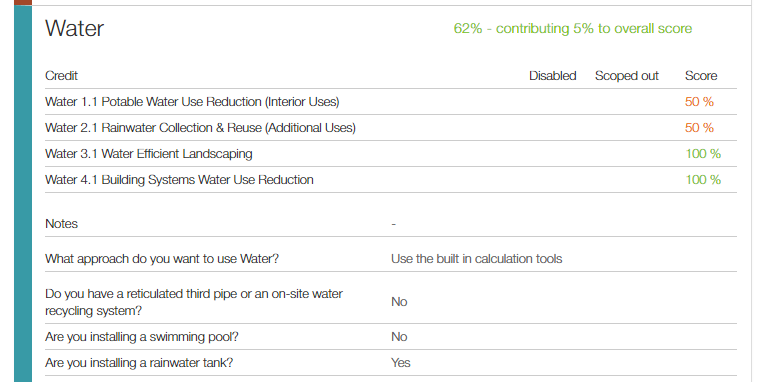 Water 62% - contributing 5% to overall score
Credit Disabled Scoped out Score
Water 1.1 Potable Water Use Reduction (Interior Uses) 50 %
Water 2.1 Rainwater Collection & Reuse (Additional Uses) 50 %
Water 3.1 Water Efficient Landscaping 100 %
Water 4.1 Building Systems Water Use Reduction 100 %
Notes -
What approach do you want to use Water? Use the built in calculation tools
Do you have a reticulated third pipe or an on-site water
recycling system? No
Are you installing a swimming pool? No
Are you installing a rainwater tank? Yes